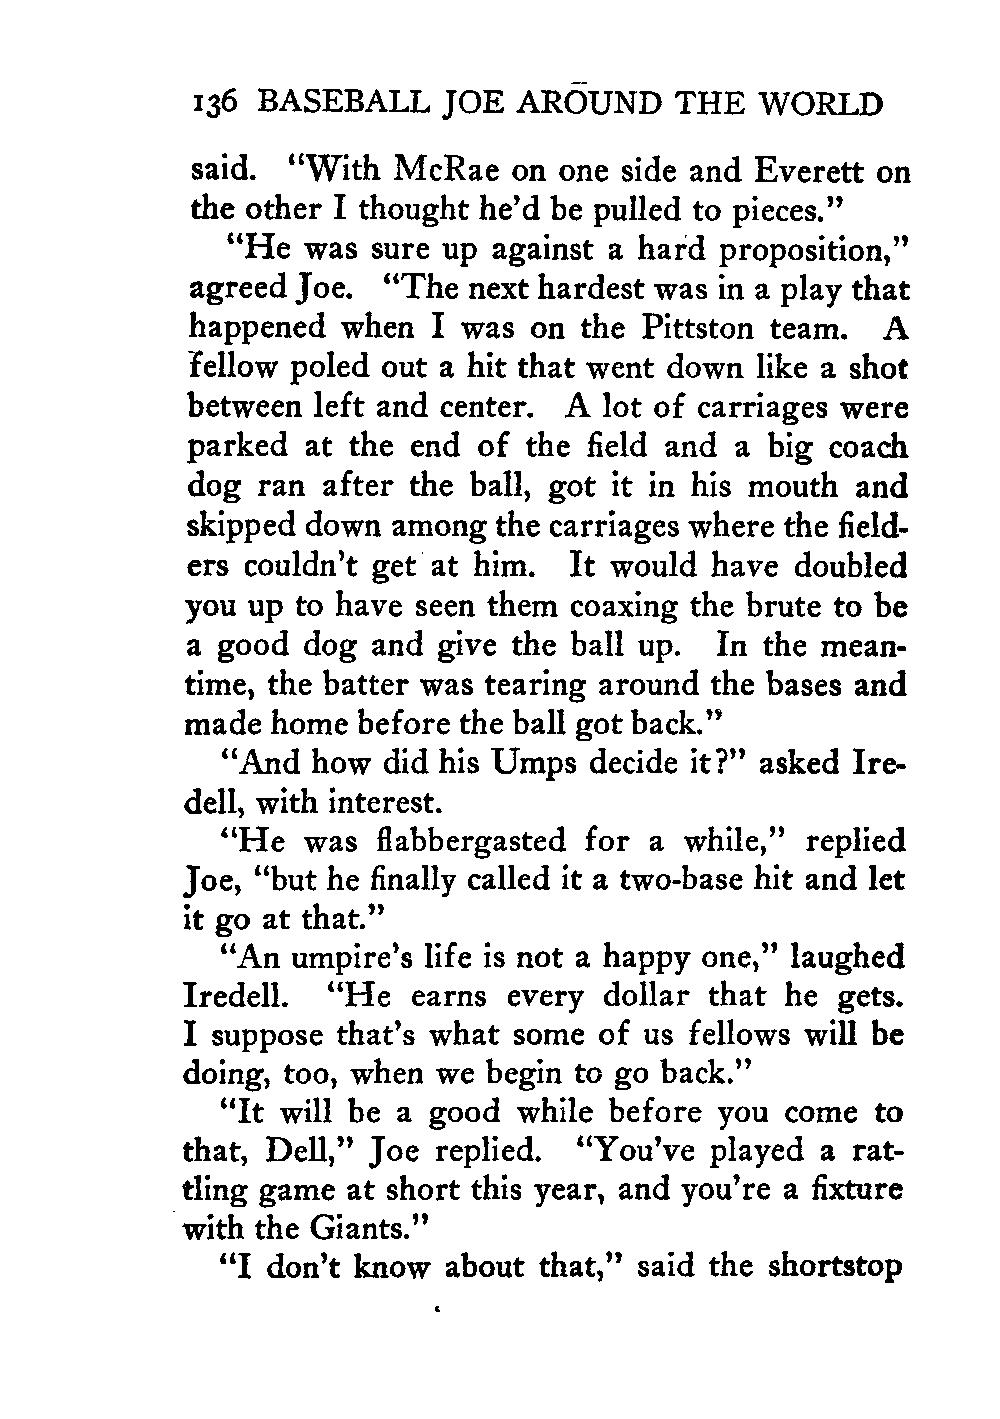 136 BASEBALL JOE AROUND THE WORLD
said. "With McRae on one side and Everett on
the other I thought he'd be pulled to pieces."
"He was sure up against a hard proposition,"
agreed Joe. "The next hardest was in a play that
happened when I was on the Pittston team. A
fellow poled out a hit that went down like a shot
between left and center. A lot of carriages were
parked at the end of the field and a big coach
dog ran after the ball, got it in his mouth and
skipped down among the carriages where the field-
ers couldn't get at him. It would have doubled
you up to have seen them coaxing the brute to be
a good dog and give the ball up. In the mean-
time, the batter was tearing around the bases and
made home before the ball got back."
"And how did his Umps decide it?" asked Ire-
dell, with interest.
"He was flabbergasted for a while," replied
Joe, "but he finally called it a two-base hit and let
it go at that."
"An umpire's life is not a happy one," laughed
Iredell. "He earns every dollar that he gets.
I suppose that's what some of us fellows will be
doing, too, when we begin to go back."
"It will be a good while before you come to
that, Dell," Joe replied. "You've played a rat-
tling game at short this year, and you're a fixture
with the Giants."
"I don't know about that," said the shortstop